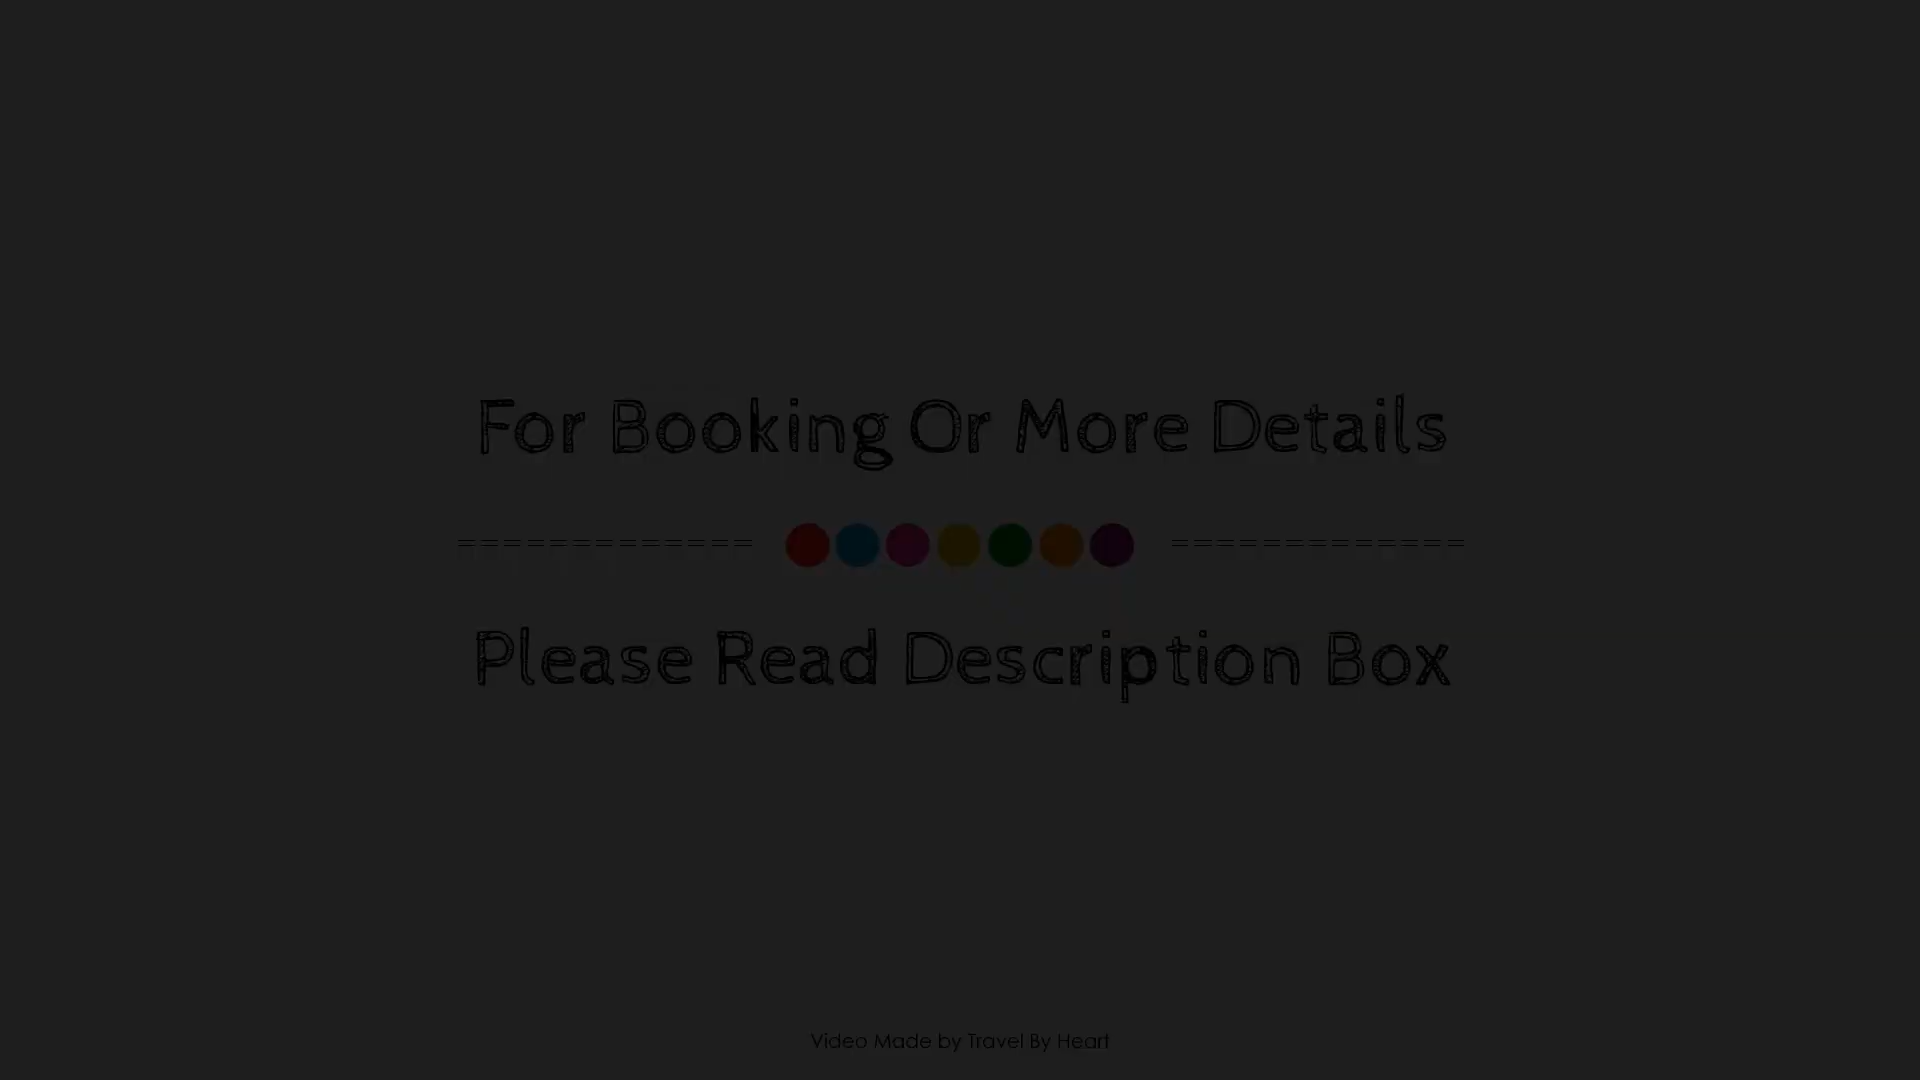 For Booking Or More Details
============= =============
Please Read Description Box
Video Made by Travel By Heart